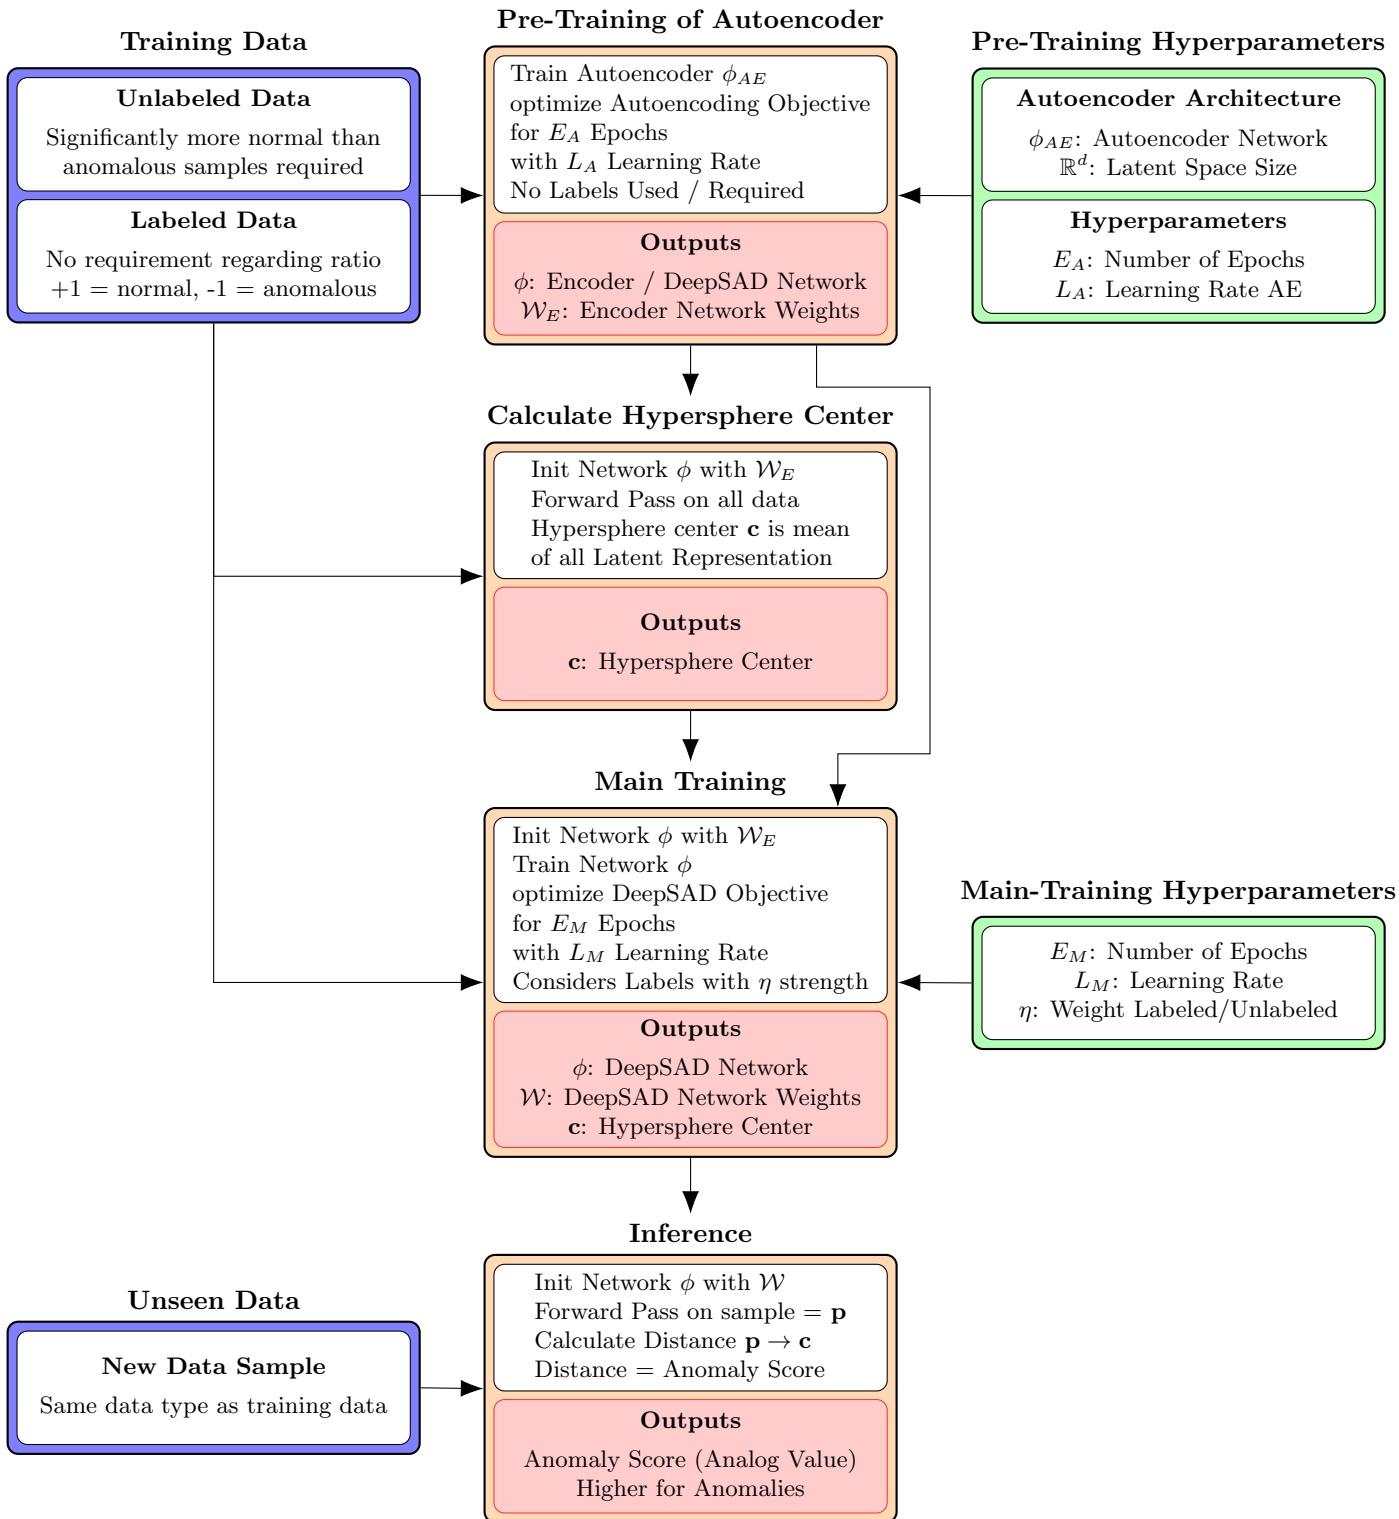 Training Data
Unlabeled Data
Significantly more normal than
anomalous samples required
Labeled Data
No requirement regarding ratio
+1 = normal, -1 = anomalous
Pre-Training of Autoencoder
Train Autoencoder ϕ_AE
optimize Autoencoding Objective
for E_A Epochs
with L_A Learning Rate
No Labels Used / Required
Outputs
ϕ: Encoder / DeepSAD Network
𝒲_E: Encoder Network Weights
Pre-Training Hyperparameters
Autoencoder Architecture
ϕ_AE: Autoencoder Network
ℝ^d: Latent Space Size
Hyperparameters
E_A: Number of Epochs
L_A: Learning Rate AE
Calculate Hypersphere Center
Init Network ϕ with 𝒲_E
Forward Pass on all data
Hypersphere center c is mean
of all Latent Representation
Outputs
c: Hypersphere Center
Main Training
Init Network ϕ with 𝒲_E
Train Network ϕ
optimize DeepSAD Objective
for E_M Epochs
with L_M Learning Rate
Considers Labels with η strength
Outputs
ϕ: DeepSAD Network
𝒲: DeepSAD Network Weights
c: Hypersphere Center
Main-Training Hyperparameters
E_M: Number of Epochs
L_M: Learning Rate
η: Weight Labeled/Unlabeled
Unseen Data
New Data Sample
Same data type as training data
Inference
Init Network ϕ with 𝒲
Forward Pass on sample = p
Calculate Distance p → c
Distance = Anomaly Score
Outputs
Anomaly Score (Analog Value)
Higher for Anomalies